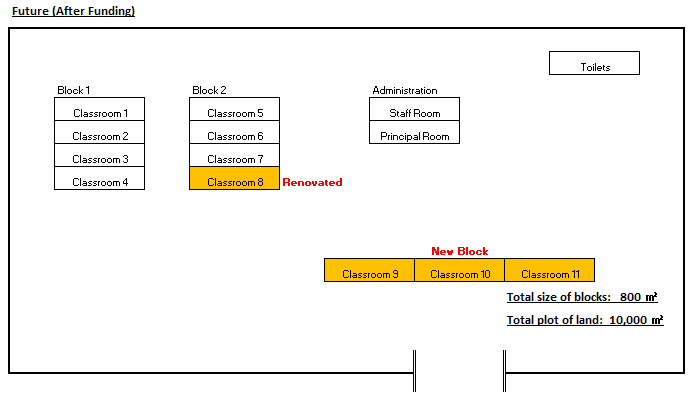 Future (After Funding)
Toilets
Block 1
Block 2
Administration
Classroom 1
Classroom 5
Staff Room
Classroom 2
Classroom 6
Principal Room
Classroom 3
Classroom 7
Classroom 4
Classroom 8
Renovated
New Block
Classroom 9
Classroom 10
Classroom 11
Total size of blocks: 800 ㎡
Total plot of land: 10,000 ㎡